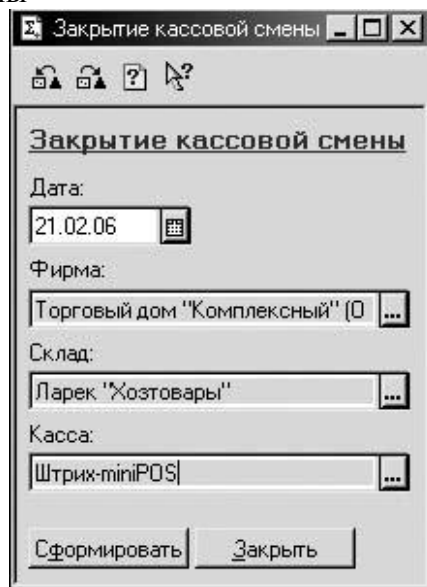 Закрытие кассовой смены
Закрытие кассовой смены
Дата:
21.02.06
Фирма:
Торговый дом "Комплексный" (О ...
Склад:
Ларек "Хозтовары" ...
Касса:
Штрих-miniPOS ...
Сформировать Закрыть